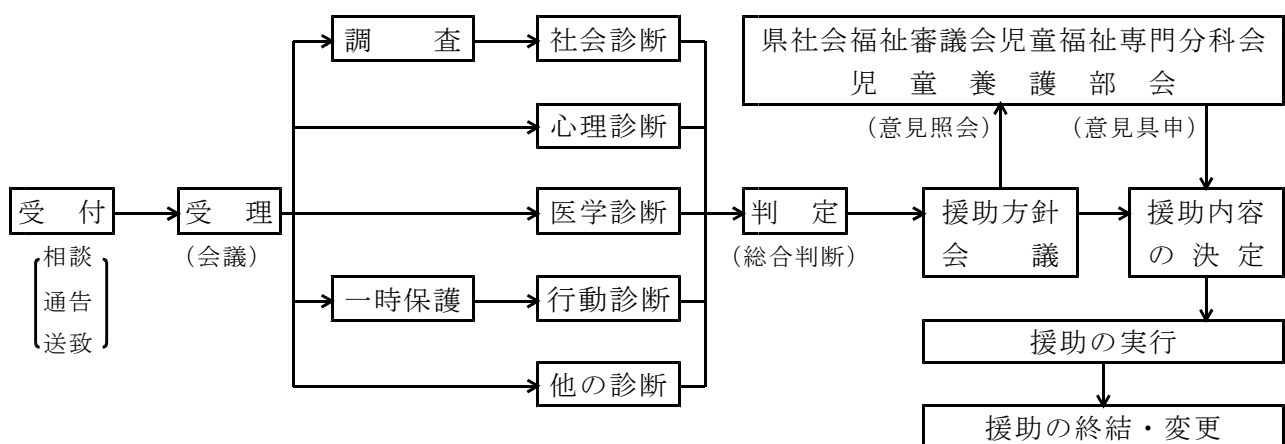 調査
社会診断
県社会福祉審議会児童福祉専門分科会
児童養護部会
心理診断
（意見照会）
（意見具申）
受付
受理
医学診断
判定
援助方針
会議
援助内容
の決定
相談
通告
送致
（会議）
（総合判断）
一時保護
行動診断
援助の実行
他の診断
援助の終結・変更